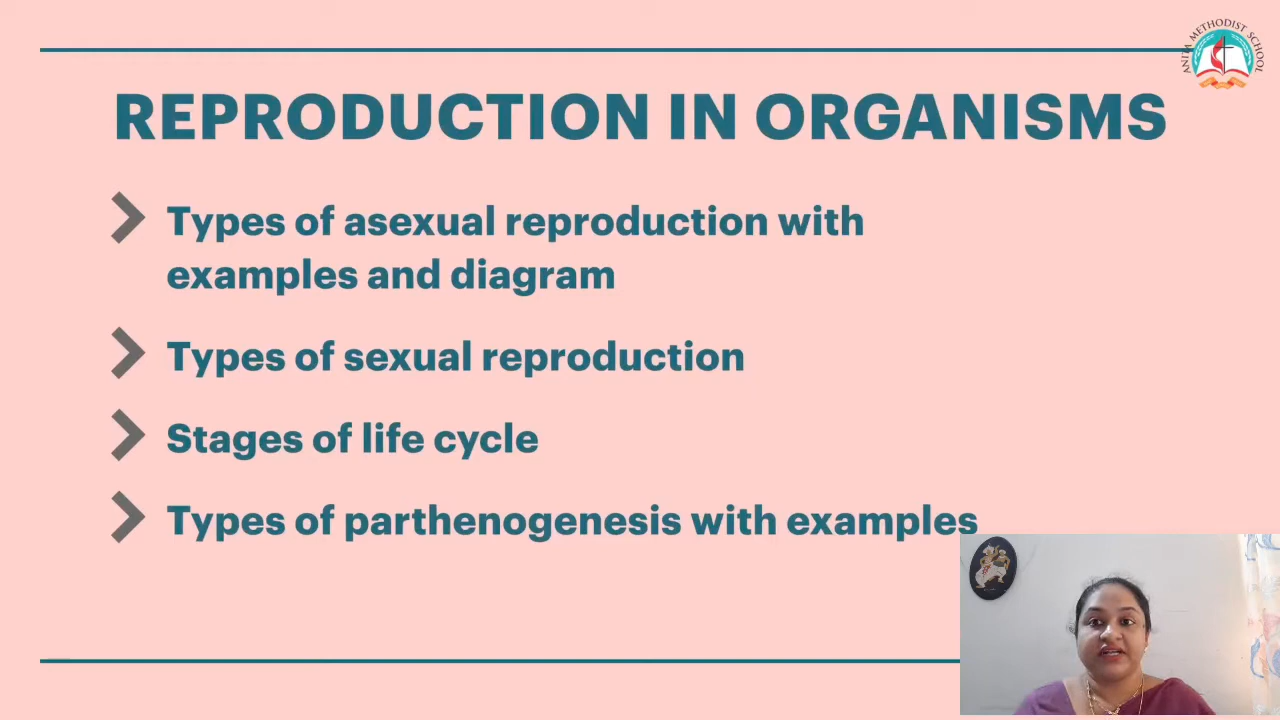 ANITA METHODIST SCHOOL
REPRODUCTION IN ORGANISMS
Types of asexual reproduction with
examples and diagram
Types of sexual reproduction
Stages of life cycle
Types of parthenogenesis with examples